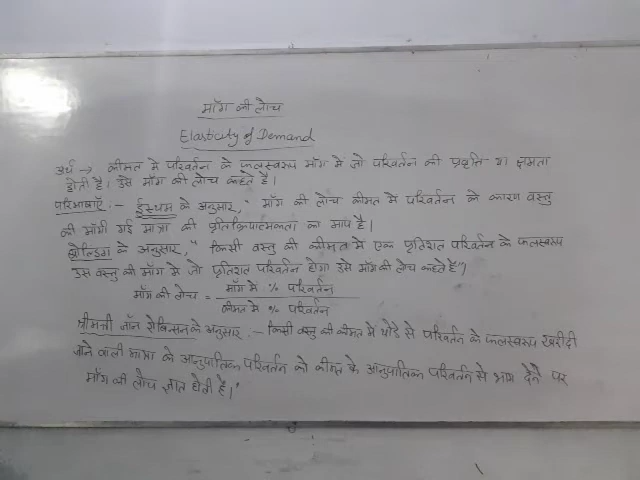 माँग की लोच
Elasticity of Demand
अर्थ → कीमत मे परिवर्तन के फलस्वरूप माँग मे जो परिवर्तन की प्रवृत्ति या क्षमता
होती है। उसे माँग की लोच कहते है।
परिभाषाएँ :- ईस्थम के अनुसार, " माँग की लोच कीमत मे परिवर्तन के कारण वस्तु
की माँगी गई मात्रा की प्रतिक्रियात्मकता का माप है।
बोल्डिंग के अनुसार, " किसी वस्तु की कीमत मे एक प्रतिशत परिवर्तन के फलस्वरूप
उस वस्तु की माँग मे जो प्रतिशत परिवर्तन होगा उसे माँग की लोच कहते है"।
माँग की लोच = माँग मे % परिवर्तन
कीमत मे % परिवर्तन
श्रीमती जॉन रोबिन्सन के अनुसार :- किसी वस्तु की कीमत मे थोडे से परिवर्तन के फलस्वरूप खरीदी
जाने वाली मात्रा के आनुपातिक परिवर्तन को कीमत के आनुपातिक परिवर्तन से भाग देने पर
माँग की लोच ज्ञात होती है।"